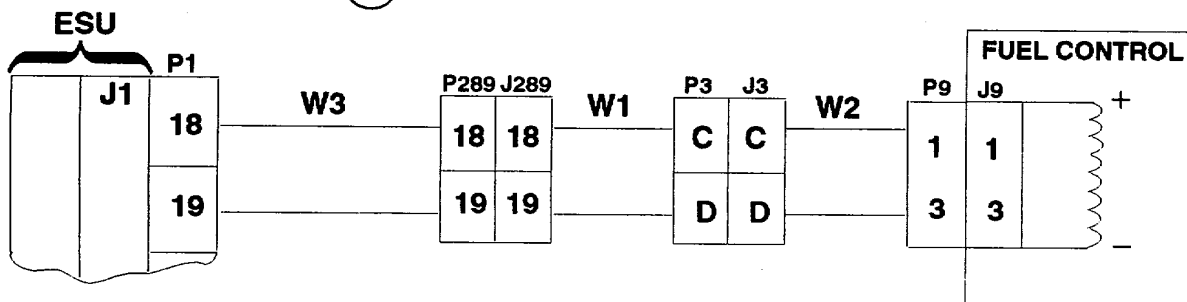 ESU
FUEL CONTROL
P1
J1
P289 J289
P3 J3
P9 J9
W3
W1
W2
18
18 18
C C
1 1
+
19
19 19
D D
3 3
−